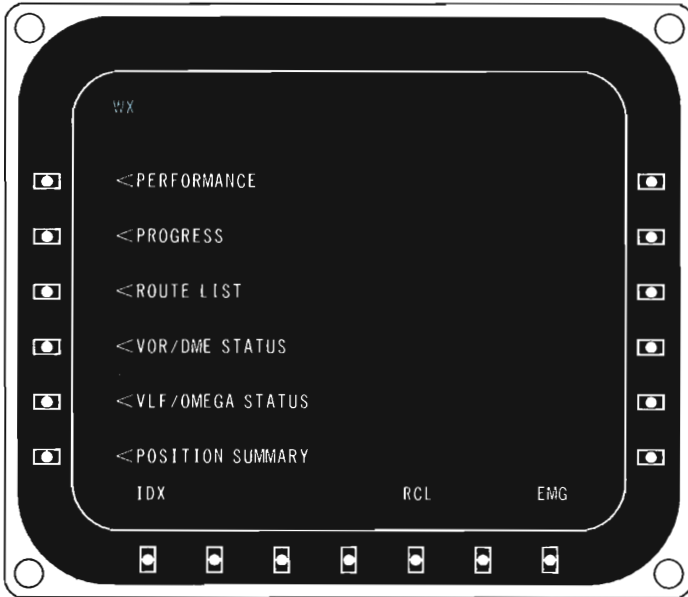 WX
<PERFORMANCE
<PROGRESS
<ROUTE LIST
<VOR/DME STATUS
<VLF/OMEGA STATUS
<POSITION SUMMARY
IDX RCL EMG